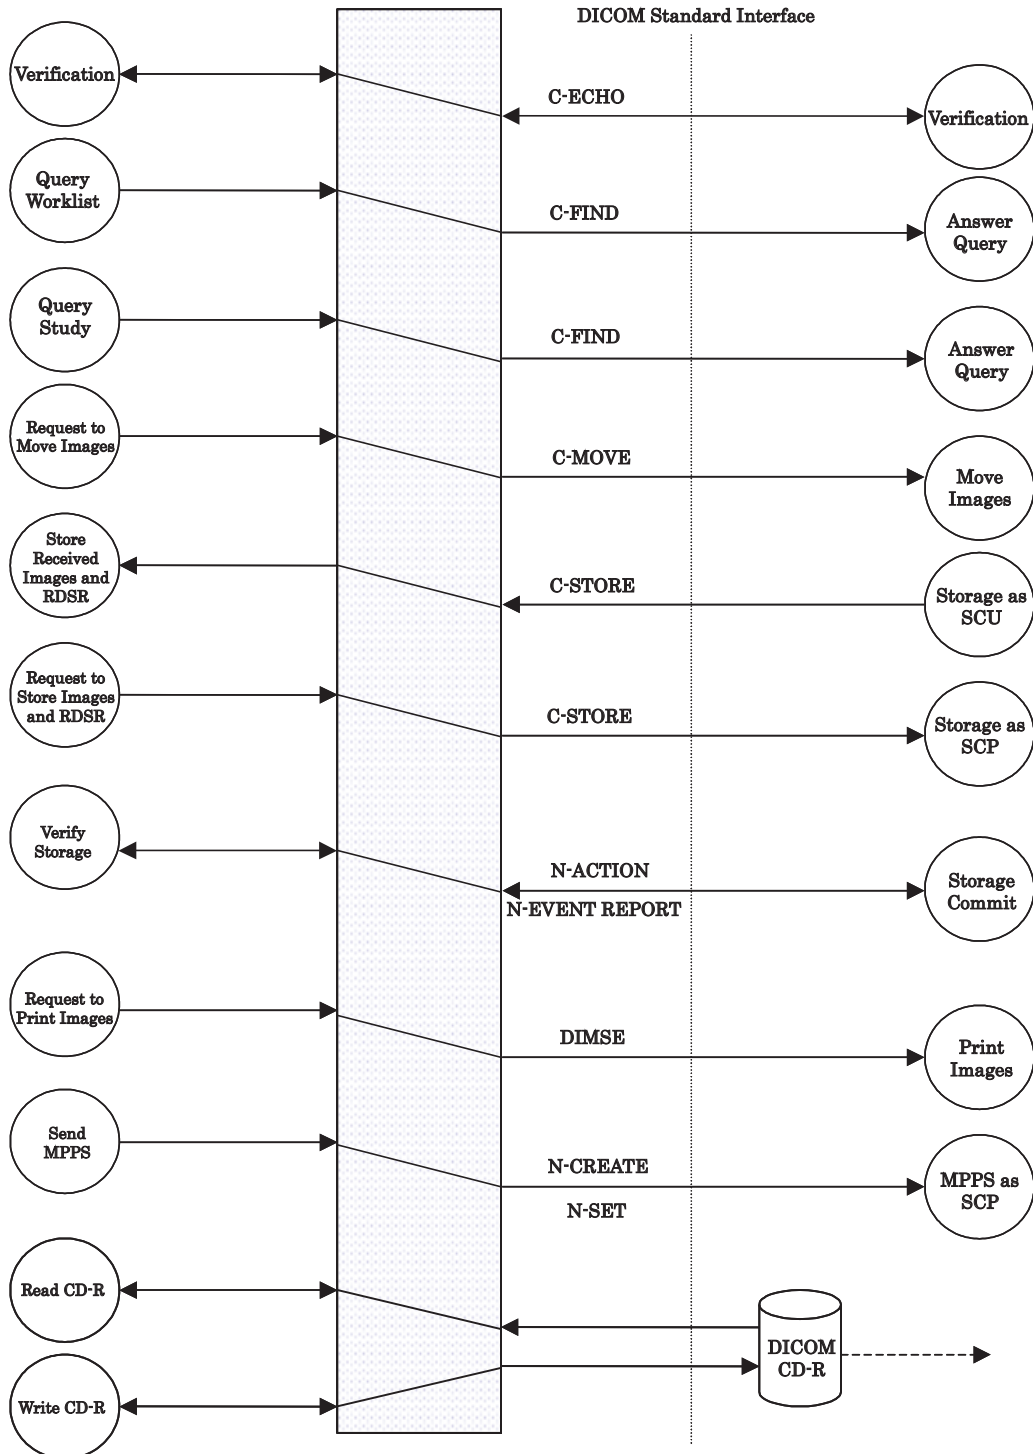 DICOM Standard Interface
Verification
C-ECHO
Verification
Query
Worklist
C-FIND
Answer
Query
Query
Study
C-FIND
Answer
Query
Request to
Move Images
C-MOVE
Move
Images
Store
Received
Images and
RDSR
C-STORE
Storage as
SCU
Request to
Store Images
and RDSR
C-STORE
Storage as
SCP
Verify
Storage
N-ACTION
N-EVENT REPORT
Storage
Commit
Request to
Print Images
DIMSE
Print
Images
Send
MPPS
N-CREATE
N-SET
MPPS as
SCP
Read CD-R
DICOM
CD-R
Write CD-R